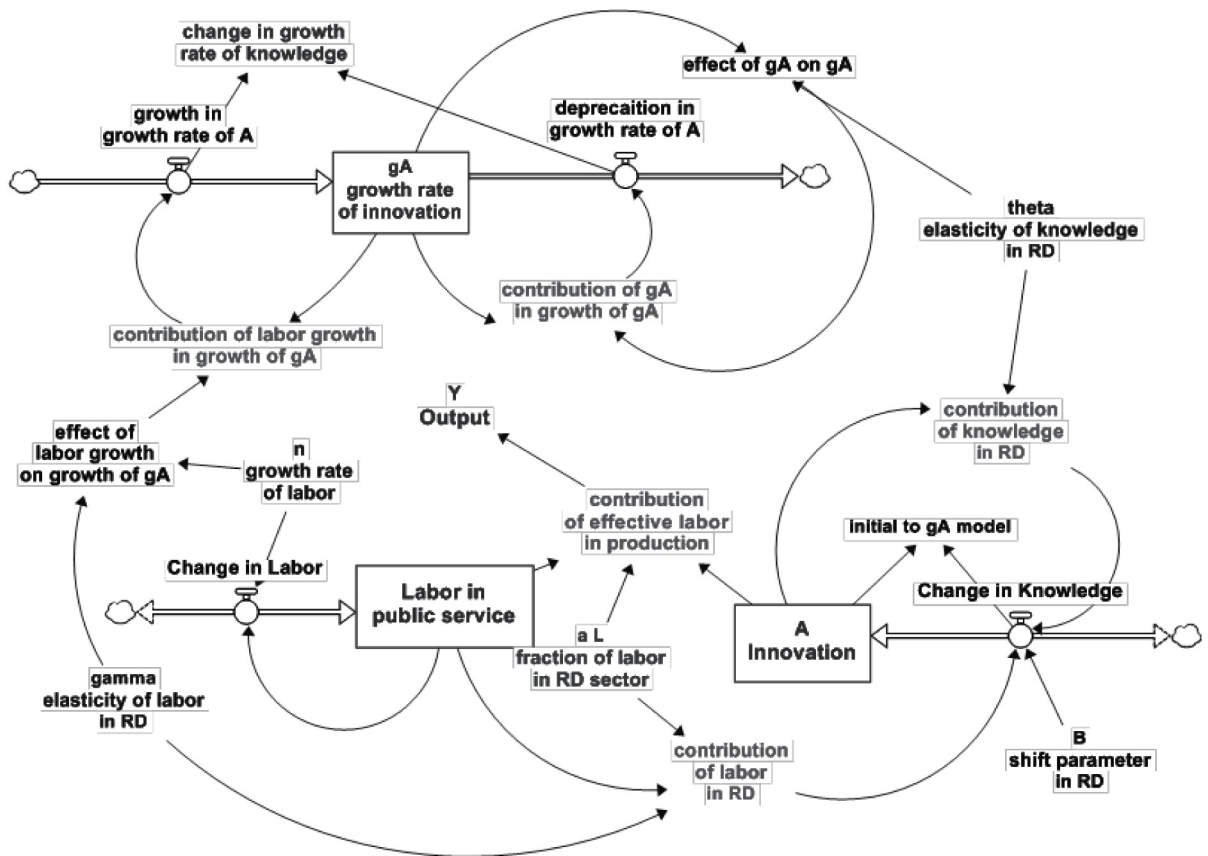 change in growth
rate of knowledge
effect of gA on gA
growth in
growth rate of A
deprecaition in
growth rate of A
gA
growth rate
of innovation
theta
elasticity of knowledge
in RD
contribution of gA
in growth of gA
contribution of labor growth
in growth of gA
Y
Output
contribution
of knowledge
in RD
effect of
labor growth
on growth of gA
n
growth rate
of labor
contribution
of effective labor
in production
initial to gA model
Change in Labor
Labor in
public service
Change in Knowledge
A
Innovation
a L
fraction of labor
in RD sector
gamma
elasticity of labor
in RD
B
shift parameter
in RD
contribution
of labor
in RD